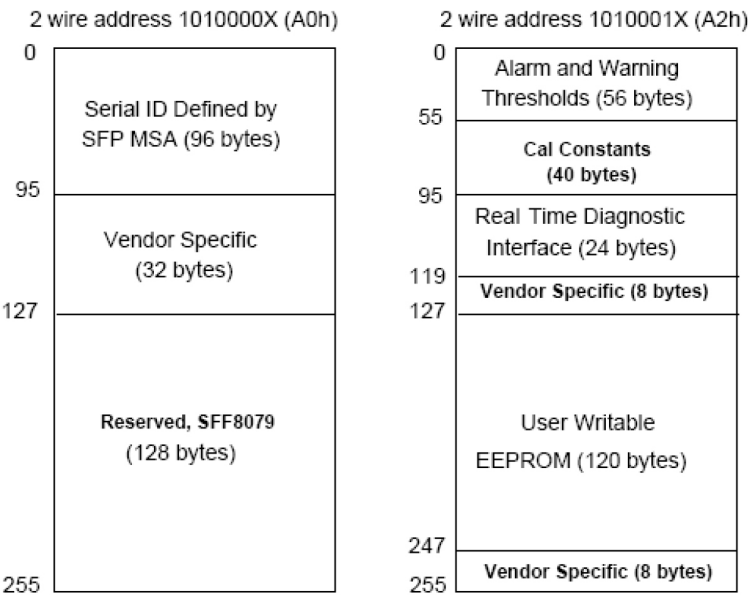 2 wire address 1010000X (A0h)
0
Serial ID Defined by
SFP MSA (96 bytes)
95
Vendor Specific
(32 bytes)
127
Reserved, SFF8079
(128 bytes)
255
2 wire address 1010001X (A2h)
0
Alarm and Warning
Thresholds (56 bytes)
55
Cal Constants
(40 bytes)
95
Real Time Diagnostic
Interface (24 bytes)
119
Vendor Specific (8 bytes)
127
User Writable
EEPROM (120 bytes)
247
Vendor Specific (8 bytes)
255